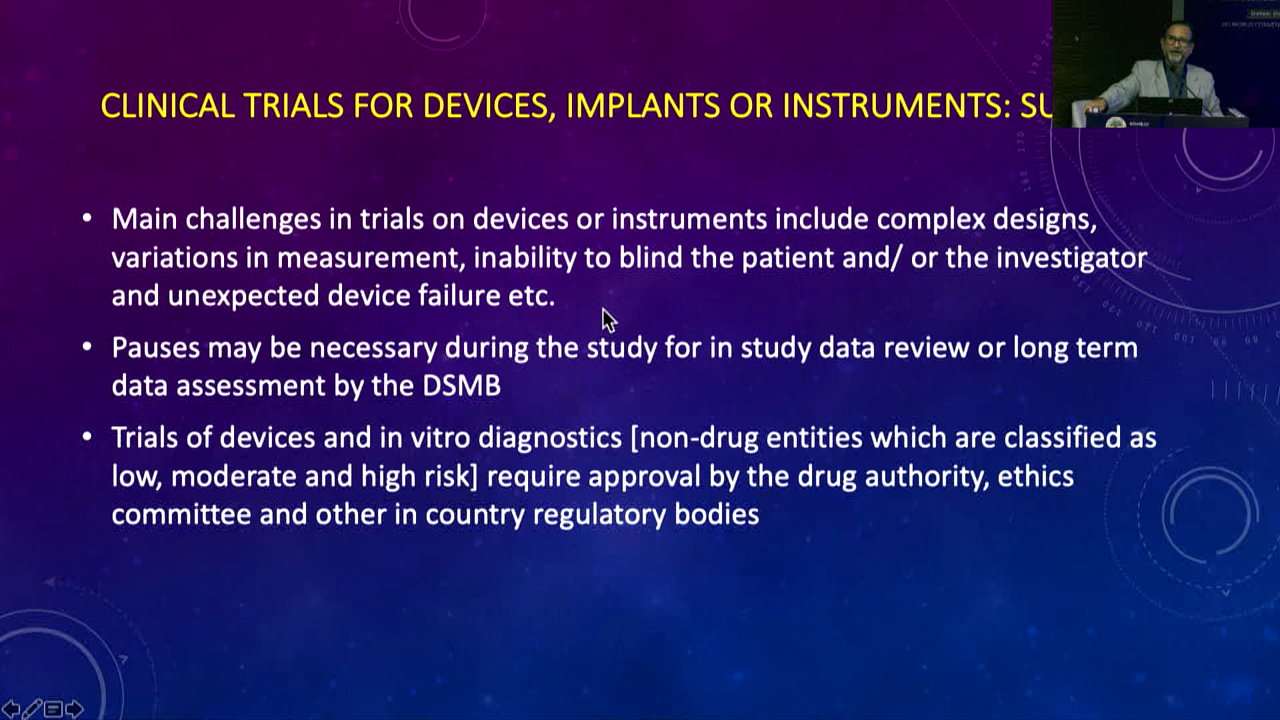 CLINICAL TRIALS FOR DEVICES, IMPLANTS OR INSTRUMENTS: SU
• Main challenges in trials on devices or instruments include complex designs,
variations in measurement, inability to blind the patient and/ or the investigator
and unexpected device failure etc.
• Pauses may be necessary during the study for in study data review or long term
data assessment by the DSMB
• Trials of devices and in vitro diagnostics [non-drug entities which are classified as
low, moderate and high risk] require approval by the drug authority, ethics
committee and other in country regulatory bodies